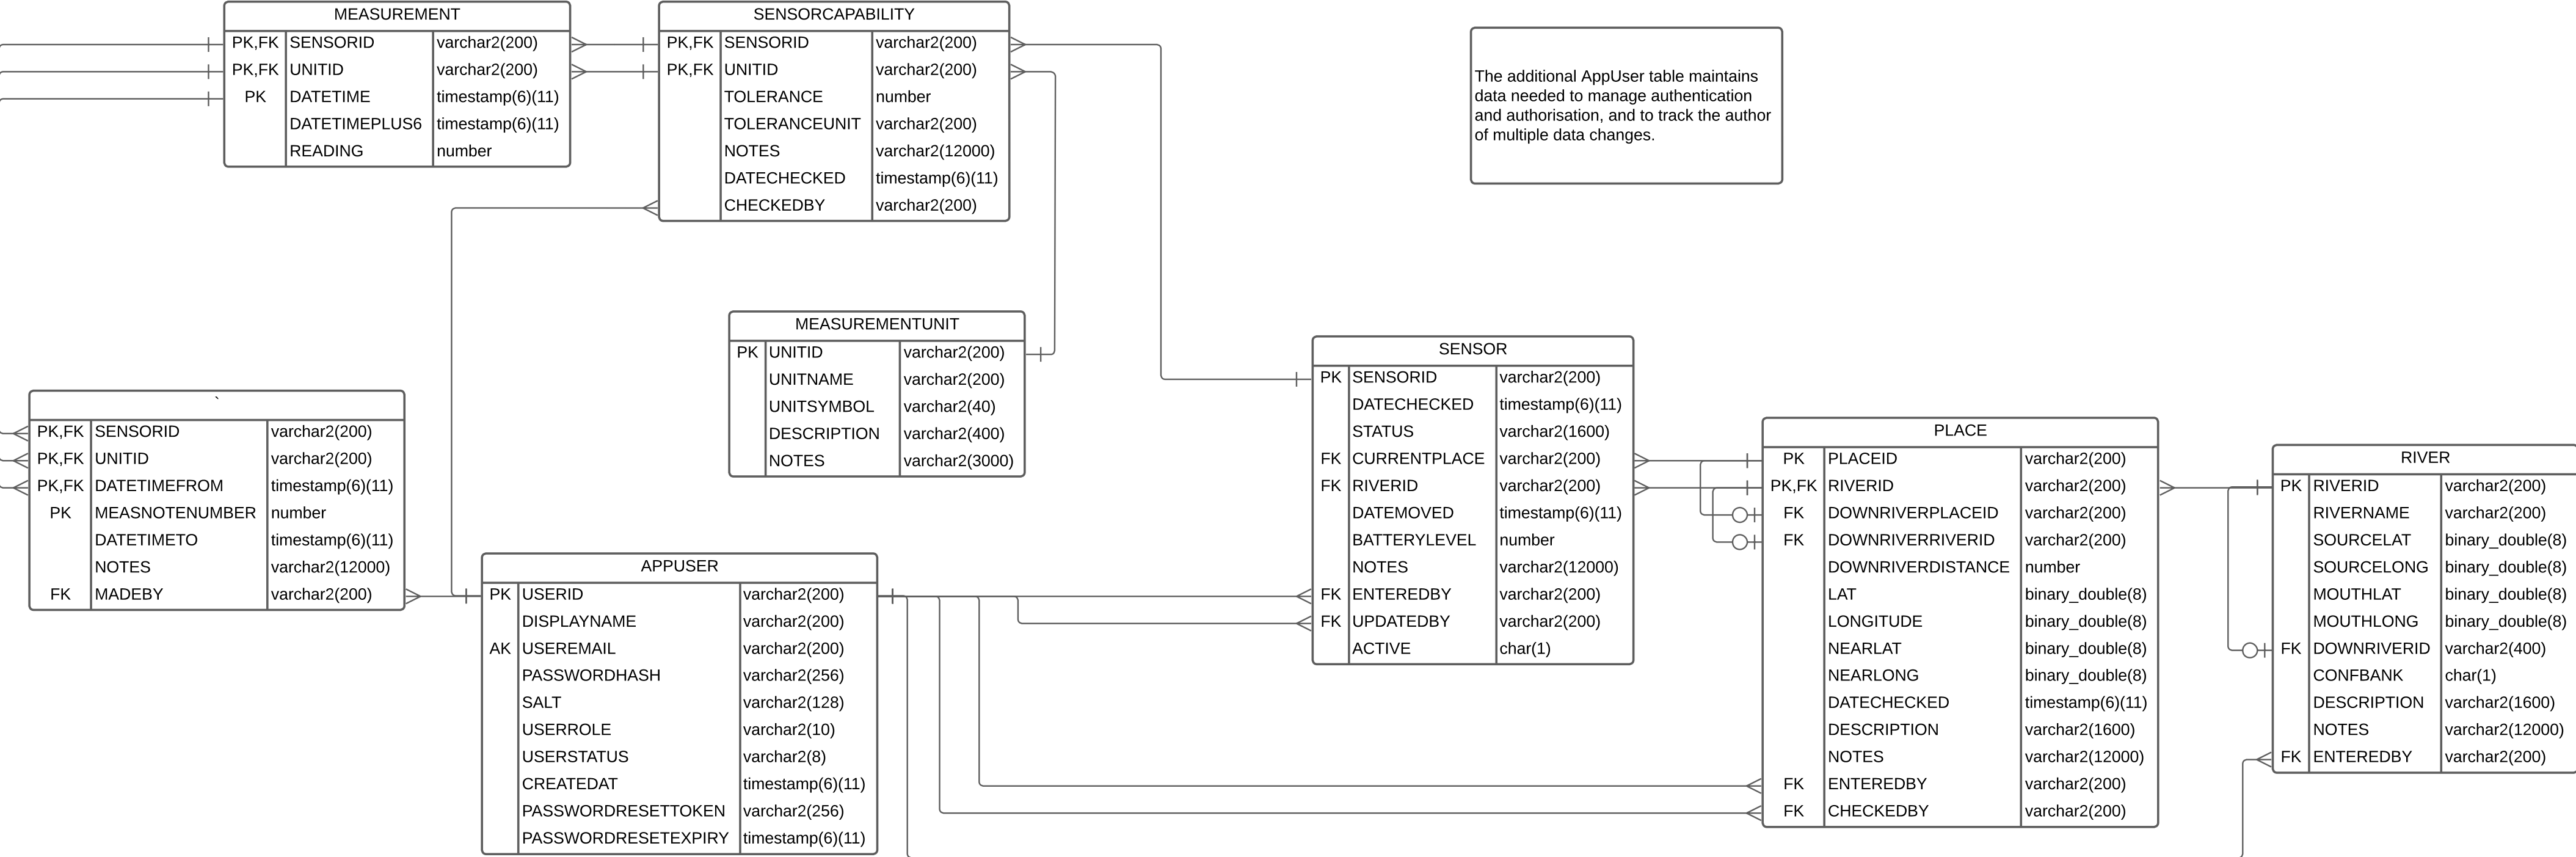 MEASUREMENT
PK,FK SENSORID varchar2(200)
PK,FK UNITID varchar2(200)
PK DATETIME timestamp(6)(11)
DATETIMEPLUS6 timestamp(6)(11)
READING number
SENSORCAPABILITY
PK,FK SENSORID varchar2(200)
PK,FK UNITID varchar2(200)
TOLERANCE number
TOLERANCEUNIT varchar2(200)
NOTES varchar2(12000)
DATECHECKED timestamp(6)(11)
CHECKEDBY varchar2(200)
The additional AppUser table maintains
data needed to manage authentication
and authorisation, and to track the author
of multiple data changes.
MEASUREMENTUNIT
PK UNITID varchar2(200)
UNITNAME varchar2(200)
UNITSYMBOL varchar2(40)
DESCRIPTION varchar2(400)
NOTES varchar2(3000)
`
PK,FK SENSORID varchar2(200)
PK,FK UNITID varchar2(200)
PK,FK DATETIMEFROM timestamp(6)(11)
PK MEASNOTENUMBER number
DATETIMETO timestamp(6)(11)
NOTES varchar2(12000)
FK MADEBY varchar2(200)
APPUSER
PK USERID varchar2(200)
DISPLAYNAME varchar2(200)
AK USEREMAIL varchar2(200)
PASSWORDHASH varchar2(256)
SALT varchar2(128)
USERROLE varchar2(10)
USERSTATUS varchar2(8)
CREATEDAT timestamp(6)(11)
PASSWORDRESETTOKEN varchar2(256)
PASSWORDRESETEXPIRY timestamp(6)(11)
SENSOR
PK SENSORID varchar2(200)
DATECHECKED timestamp(6)(11)
STATUS varchar2(1600)
FK CURRENTPLACE varchar2(200)
FK RIVERID varchar2(200)
DATEMOVED timestamp(6)(11)
BATTERYLEVEL number
NOTES varchar2(12000)
FK ENTEREDBY varchar2(200)
FK UPDATEDBY varchar2(200)
ACTIVE char(1)
PLACE
PK PLACEID varchar2(200)
PK,FK RIVERID varchar2(200)
FK DOWNRIVERPLACEID varchar2(200)
FK DOWNRIVERRIVERID varchar2(200)
DOWNRIVERDISTANCE number
LAT binary_double(8)
LONGITUDE binary_double(8)
NEARLAT binary_double(8)
NEARLONG binary_double(8)
DATECHECKED timestamp(6)(11)
DESCRIPTION varchar2(1600)
NOTES varchar2(12000)
FK ENTEREDBY varchar2(200)
FK CHECKEDBY varchar2(200)
RIVER
PK RIVERID varchar2(200)
RIVERNAME varchar2(200)
SOURCELAT binary_double(8)
SOURCELONG binary_double(8)
MOUTHLAT binary_double(8)
MOUTHLONG binary_double(8)
FK DOWNRIVERID varchar2(400)
CONFBANK char(1)
DESCRIPTION varchar2(1600)
NOTES varchar2(12000)
FK ENTEREDBY varchar2(200)